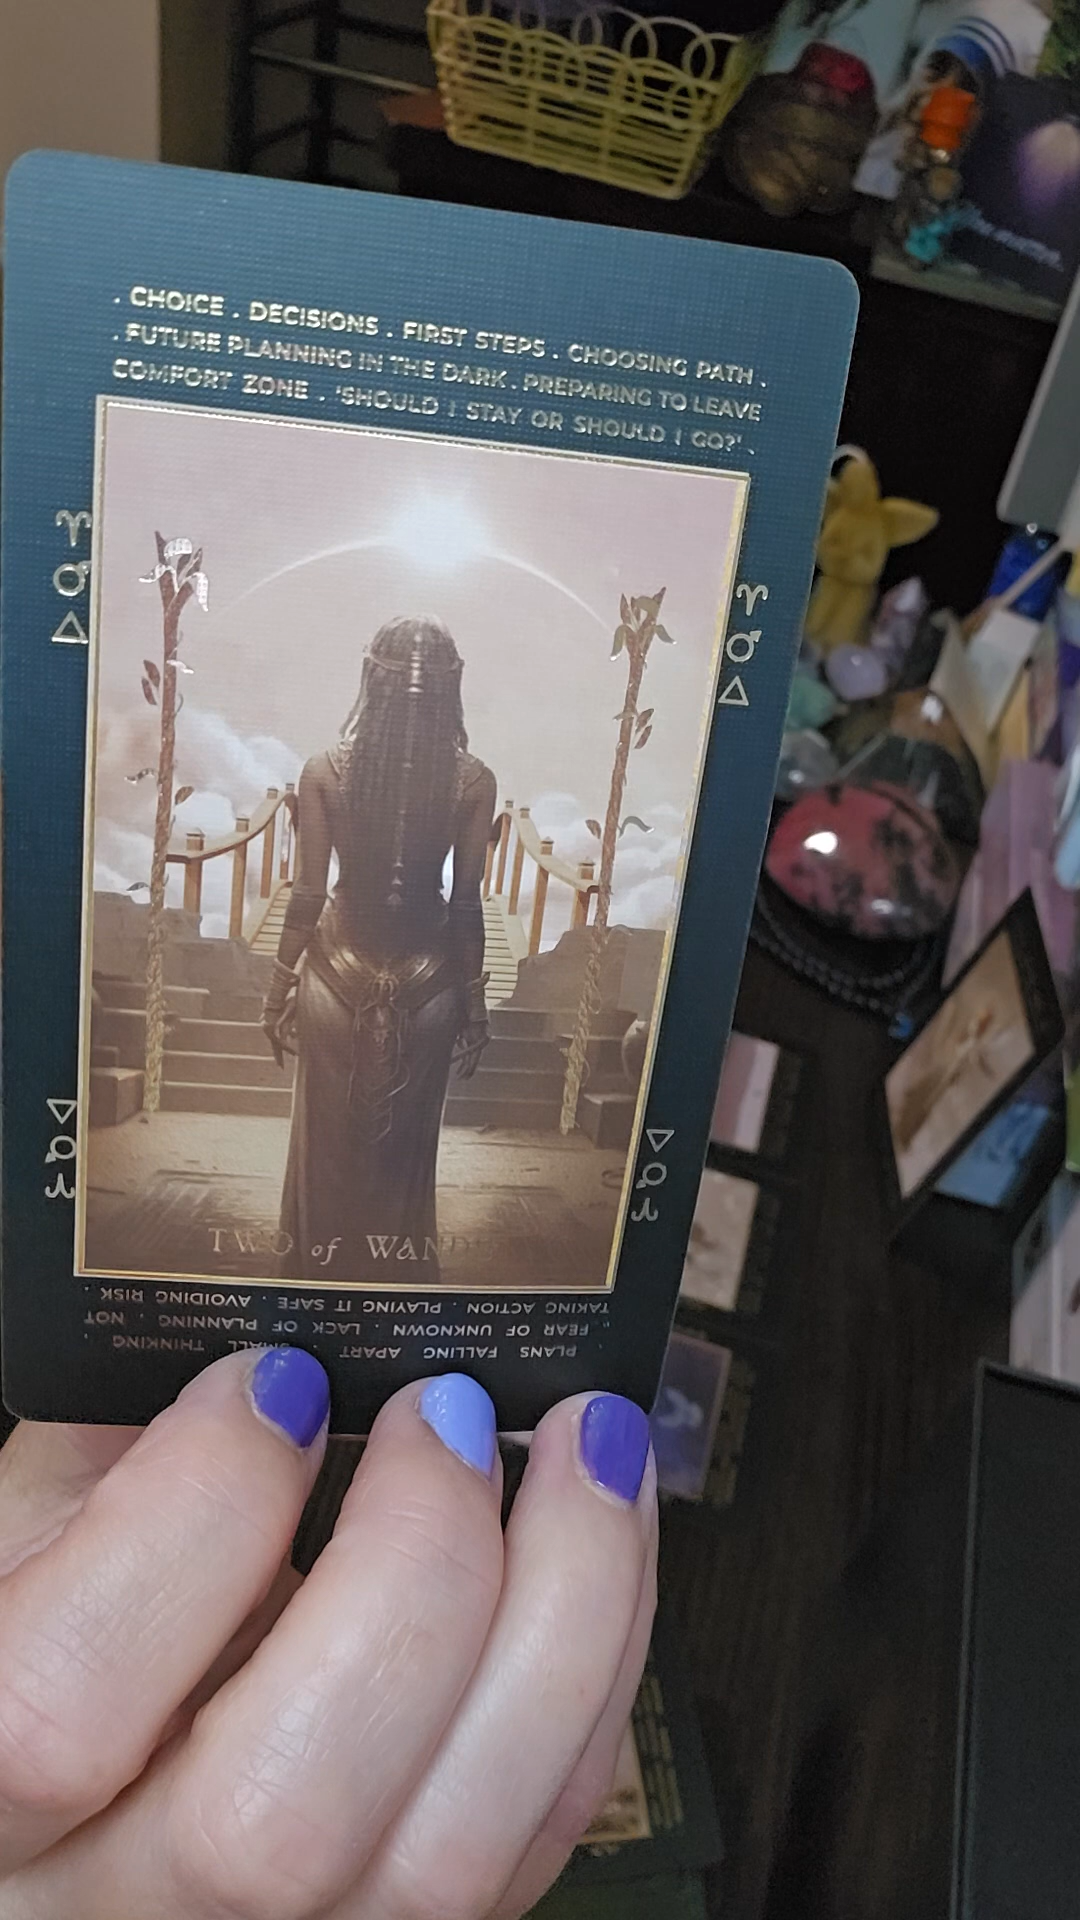 . CHOICE . DECISIONS . FIRST STEPS . CHOOSING PATH .
. FUTURE PLANNING IN THE DARK . PREPARING TO LEAVE
COMFORT ZONE . 'SHOULD I STAY OR SHOULD I GO?' .
TWO of WANDS
. PLANS FALLING APART . SMALL THINKING .
" FEAR OF UNKNOWN . LACK OF PLANNING . NOT
TAKING ACTION . PLAYING IT SAFE . AVOIDING RISK .